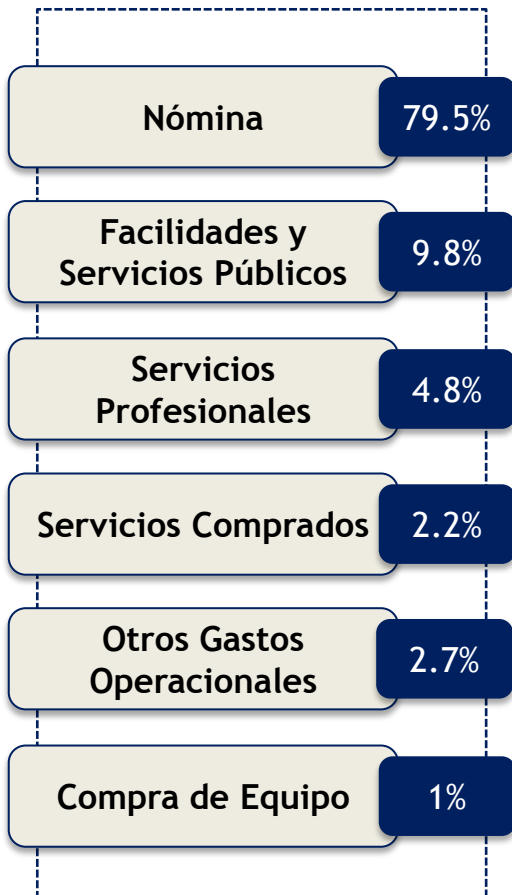 Nómina
79.5%
Facilidades y
Servicios Públicos
9.8%
Servicios
Profesionales
4.8%
Servicios Comprados
2.2%
Otros Gastos
Operacionales
2.7%
Compra de Equipo
1%